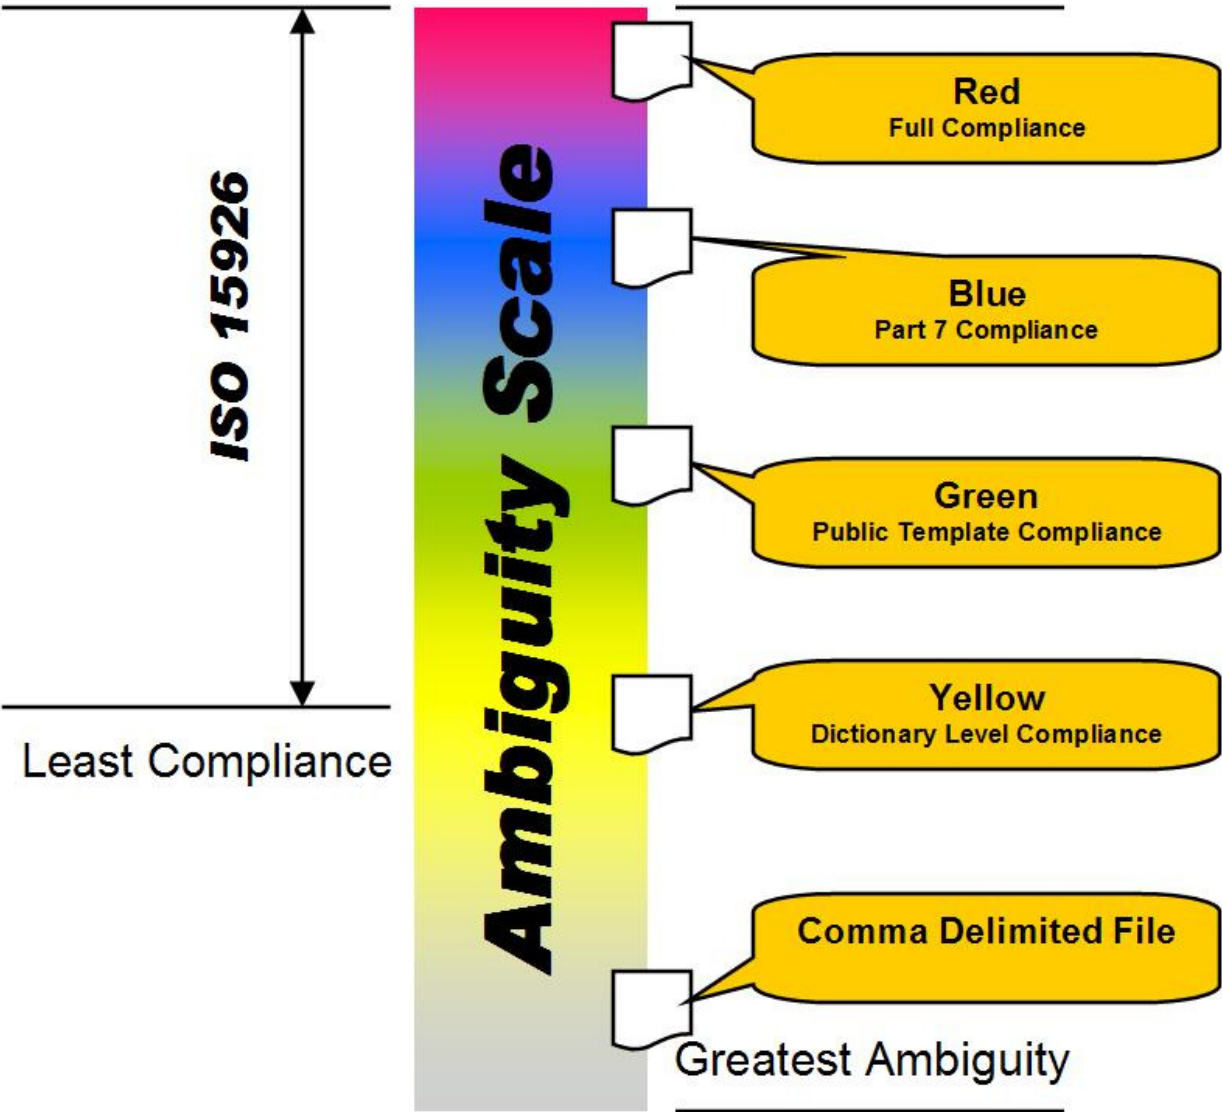 ISO 15926
Least Compliance
Ambiguity Scale
Red
Full Compliance
Blue
Part 7 Compliance
Green
Public Template Compliance
Yellow
Dictionary Level Compliance
Comma Delimited File
Greatest Ambiguity